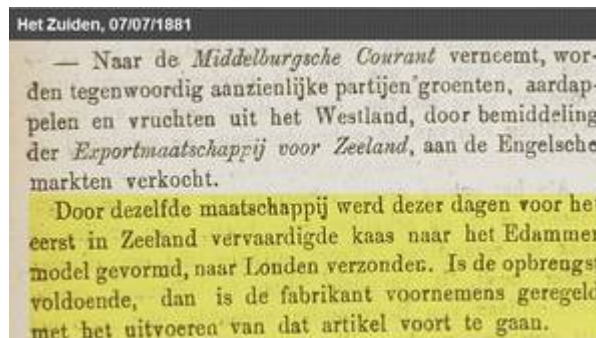 Het Zuiden, 07/07/1881
— Naar de Middelburgsche Courant verneemt, wor-
den tegenwoordig aanzienlijke partijen groenten, aardap-
pelen en vruchten uit het Westland, door bemiddeling
der Exportmaatschappij voor Zeeland, aan de Engelsche
markten verkocht.
Door dezelfde maatschappij werd dezer dagen voor het
eerst in Zeeland vervaardigde kaas naar het Edammer
model gevormd, naar Londen verzonden. Is de opbrengst
voldoende, dan is de fabrikant voornemens geregeld
met het uitvoeren van dat artikel voort te gaan.